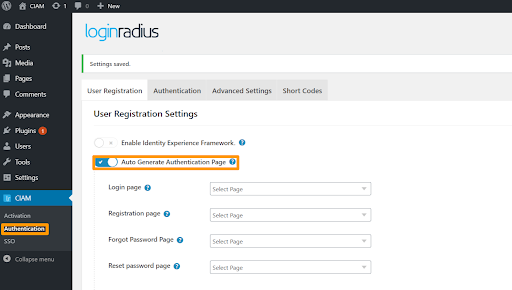 CIAM
1
0
New
Dashboard
Posts
Media
Pages
Comments
Appearance
Plugins 1
Users
Tools
Settings
CIAM
Activation
Authentication
SSO
Collapse menu
loginradius
Settings saved.
User Registration
Authentication
Advanced Settings
Short Codes
User Registration Settings
Enable Identity Experience Framework. ?
Auto Generate Authentication Page ?
Login page ? Select Page
Registration page ? Select Page
Forgot Password Page ? Select Page
Reset password page ? Select Page